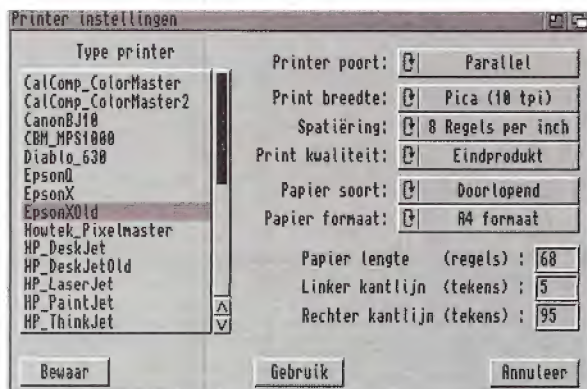 Printer instellingen
Type printer
CalComp_ColorMaster
CalComp_ColorMaster2
CanonBJ10
CBM_MPS1000
Diablo_630
EpsonQ
EpsonX
EpsonXOld
Howtek_Pixelmaster
HP_DeskJet
HP_DeskJetOld
HP_LaserJet
HP_PaintJet
HP_ThinkJet
Printer poort: Parallel
Print breedte: Pica (10 tpi)
Spatiëring: 8 Regels per inch
Print kwaliteit: Eindprodukt
Papier soort: Doorlopend
Papier formaat: A4 formaat
Papier lengte (regels) : 68
Linker kantlijn (tekens) : 5
Rechter kantlijn (tekens) : 95
Bewaar
Gebruik
Annuleer